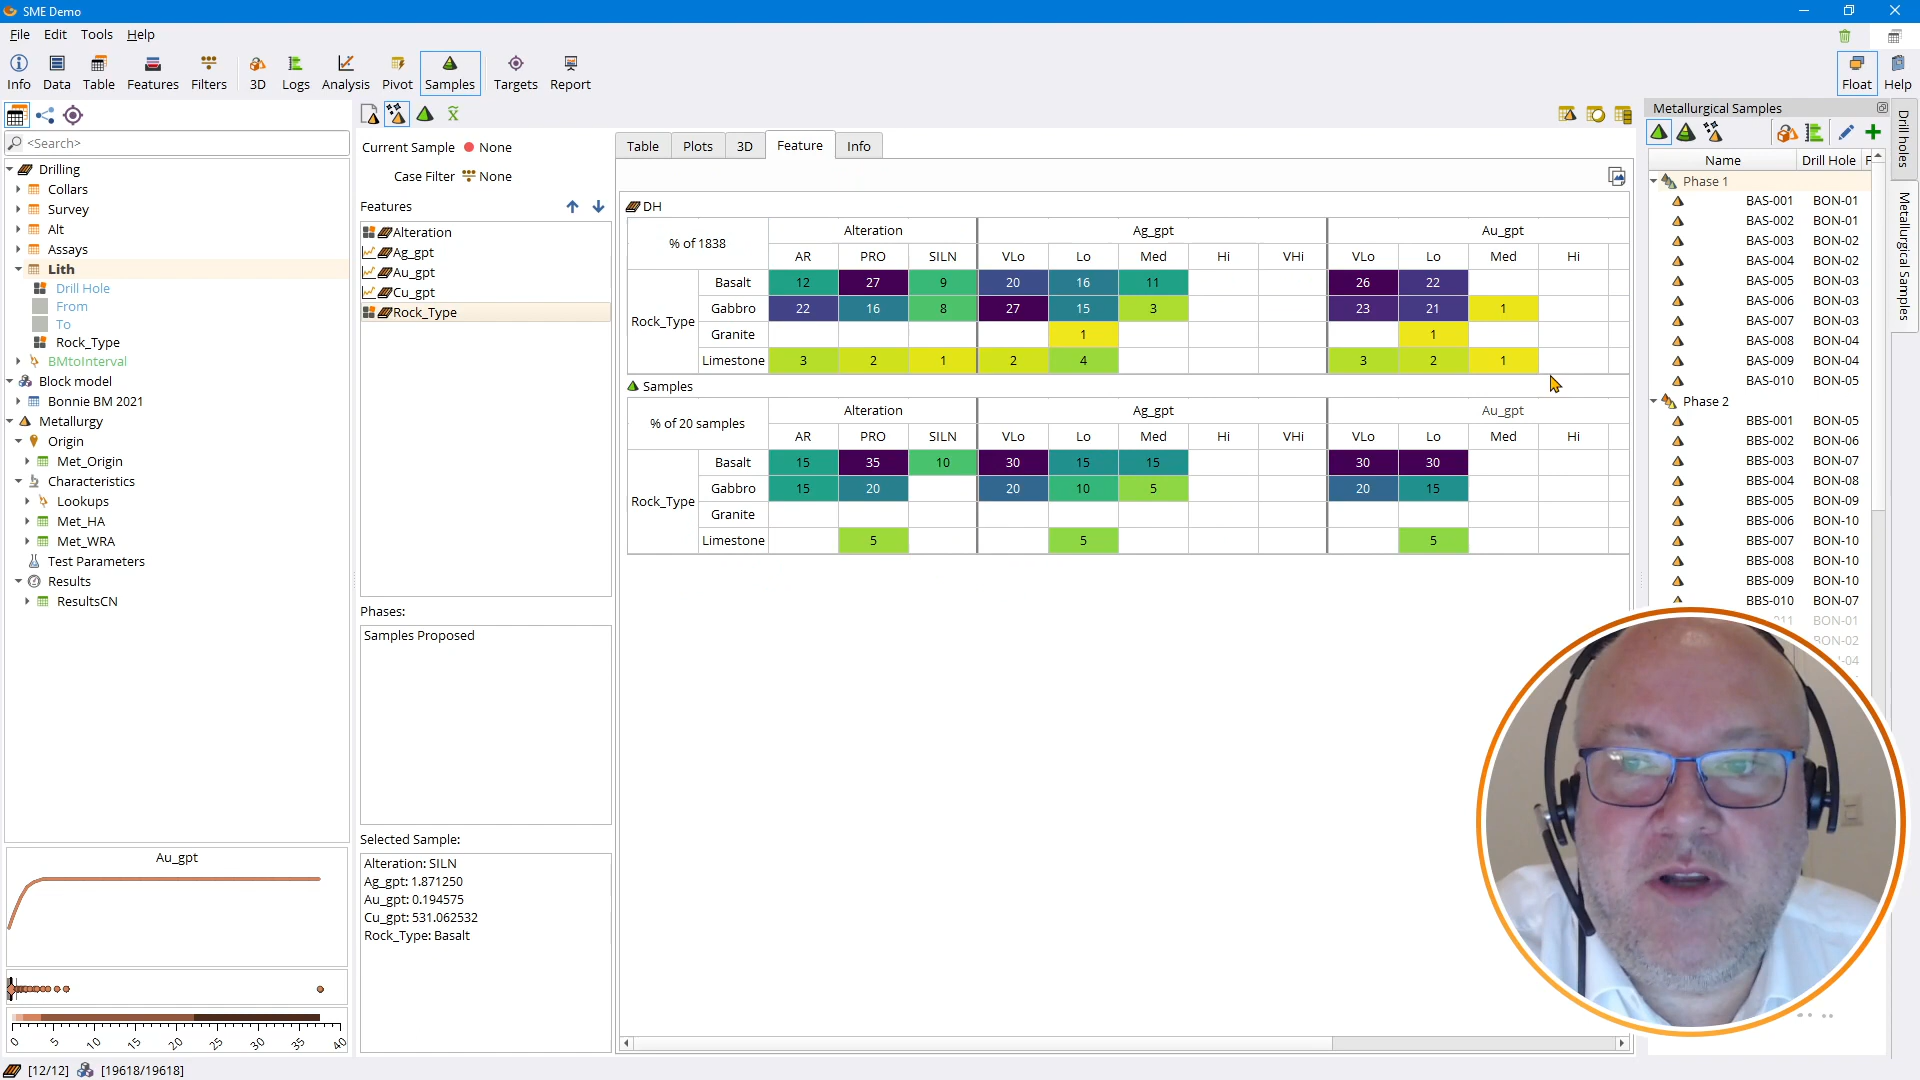 SME Demo
File Edit Tools Help
Info Data Table Features Filters 3D Logs Analysis Pivot Samples Targets Report Float Help
<Search>
Drilling
Collars
Survey
Alt
Assays
Lith
Drill Hole
From
To
Rock_Type
BMtoInterval
Block model
Bonnie BM 2021
Metallurgy
Origin
Met_Origin
Characteristics
Lookups
Met_HA
Met_WRA
Test Parameters
Results
ResultsCN
Au_gpt
0 5 10 15 20 25 30 35 40
[12/12] [19618/19618]
Current Sample None
Case Filter None
Features
Alteration
Ag_gpt
Au_gpt
Cu_gpt
Rock_Type
Phases:
Samples Proposed
Selected Sample:
Alteration: SILN
Ag_gpt: 1.871250
Au_gpt: 0.194575
Cu_gpt: 531.062532
Rock_Type: Basalt
Table Plots 3D Feature Info
DH
% of 1838 Alteration Ag_gpt Au_gpt
AR PRO SILN VLo Lo Med Hi VHi VLo Lo Med Hi
Rock_Type
Basalt 12 27 9 20 16 11 26 22
Gabbro 22 16 8 27 15 3 23 21 1
Granite 1 1
Limestone 3 2 1 2 4 3 2 1
Samples
% of 20 samples Alteration Ag_gpt Au_gpt
AR PRO SILN VLo Lo Med Hi VHi VLo Lo Med Hi
Rock_Type
Basalt 15 35 10 30 15 15 30 30
Gabbro 15 20 20 10 5 20 15
Granite
Limestone 5 5 5
Metallurgical Samples
Name Drill Hole F
Phase 1
BAS-001 BON-01
BAS-002 BON-01
BAS-003 BON-02
BAS-004 BON-02
BAS-005 BON-03
BAS-006 BON-03
BAS-007 BON-03
BAS-008 BON-04
BAS-009 BON-04
BAS-010 BON-05
Phase 2
BBS-001 BON-05
BBS-002 BON-06
BBS-003 BON-07
BBS-004 BON-08
BBS-005 BON-09
BBS-006 BON-10
BBS-007 BON-10
BBS-008 BON-10
BBS-009 BON-10
BBS-010 BON-07
BON-01
BON-02
-04
Drill holes
Metallurgical Samples